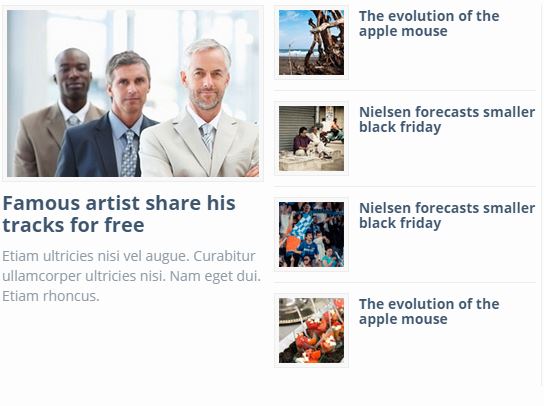 Famous artist share his
tracks for free
Etiam ultricies nisi vel augue. Curabitur
ullamcorper ultricies nisi. Nam eget dui.
Etiam rhoncus.
The evolution of the
apple mouse
Nielsen forecasts smaller
black friday
Nielsen forecasts smaller
black friday
The evolution of the
apple mouse